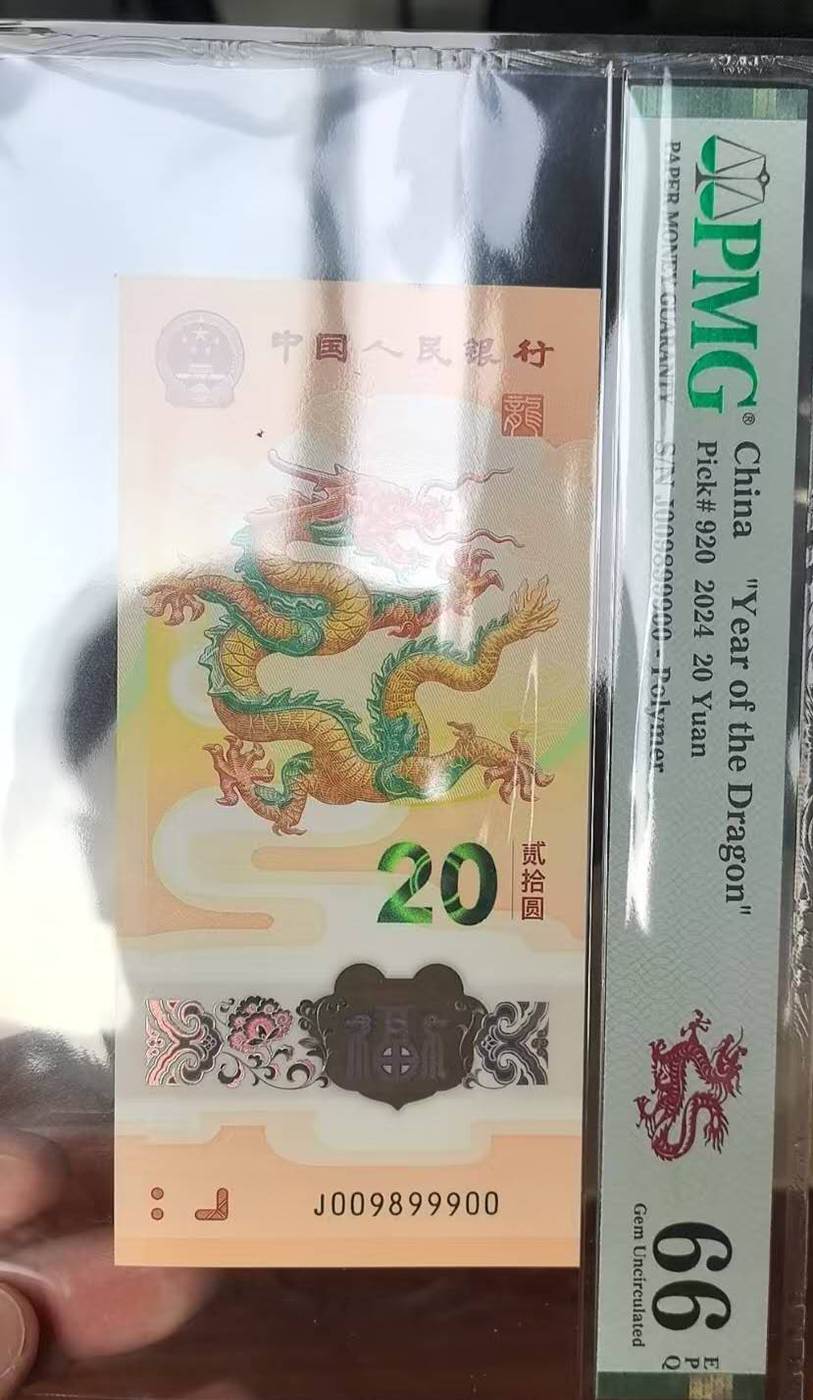 中国人民银行
龍
20
贰拾圆
J009899900
PMG®
PAPER MONEY GUARANTY
China "Year of the Dragon"
Pick# 920 2024 20 Yuan
S/N J009899900 - Polymer
66 EPQ
Gem Uncirculated